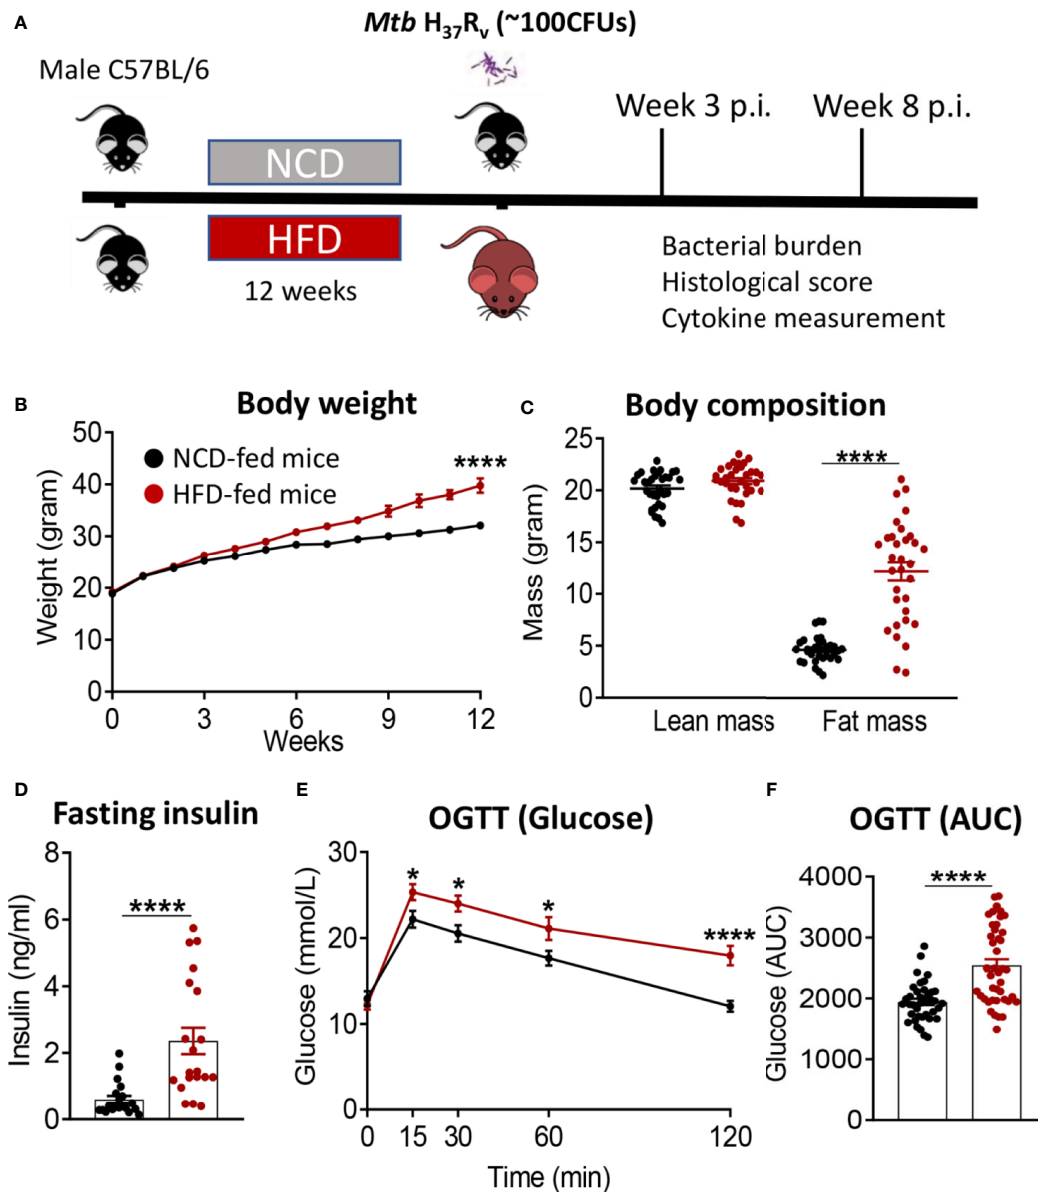 A
Mtb H37Rv (~100CFUs)
Male C57BL/6
Week 3 p.i.
Week 8 p.i.
NCD
HFD
12 weeks
Bacterial burden
Histological score
Cytokine measurement
B
Body weight
50
40
30
20
10
0
Weight (gram)
NCD-fed mice
HFD-fed mice
****
0 3 6 9 12
Weeks
C
Body composition
25
20
15
10
5
0
Mass (gram)
****
Lean mass Fat mass
D
Fasting insulin
8
6
4
2
0
Insulin (ng/ml)
****
E
OGTT (Glucose)
30
20
10
0
Glucose (mmol/L)
* * * ****
0 15 30 60 120
Time (min)
F
OGTT (AUC)
4000
3000
2000
1000
0
Glucose (AUC)
****